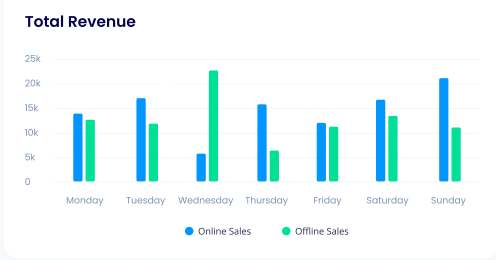 Total Revenue
25k
20k
15k
10k
5k
0
Monday Tuesday Wednesday Thursday Friday Saturday Sunday
Online Sales Offline Sales